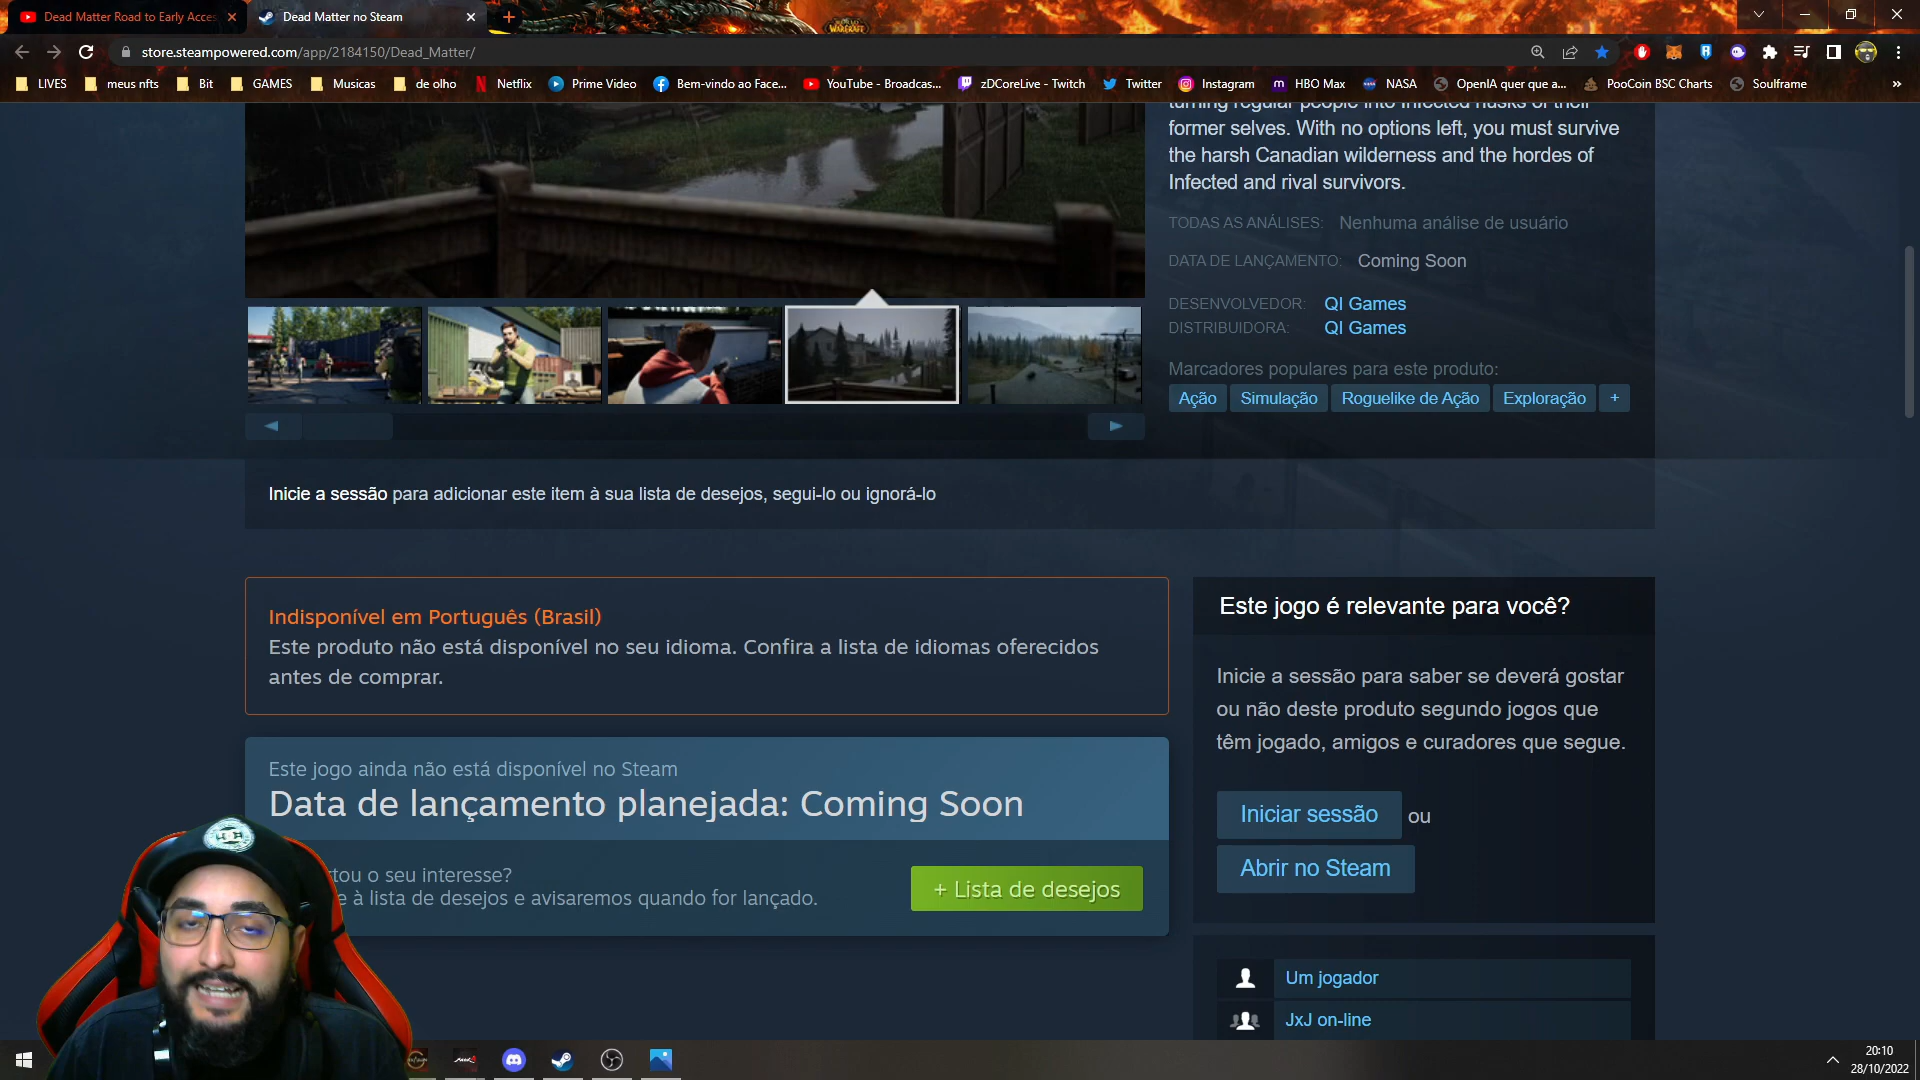 Dead Matter Road to Early Acces
Dead Matter no Steam
WARCRAFT
store.steampowered.com/app/2184150/Dead_Matter/
LIVES
meus nfts
Bit
GAMES
Musicas
de olho
Netflix
Prime Video
Bem-vindo ao Face...
YouTube - Broadcas...
zDCoreLive - Twitch
Twitter
Instagram
HBO Max
NASA
OpenIA quer que a...
PooCoin BSC Charts
Soulframe
turning regular people into infected husks of their
former selves. With no options left, you must survive
the harsh Canadian wilderness and the hordes of
Infected and rival survivors.
TODAS AS ANÁLISES: Nenhuma análise de usuário
DATA DE LANÇAMENTO: Coming Soon
DESENVOLVEDOR: QI Games
DISTRIBUIDORA: QI Games
Marcadores populares para este produto:
Ação Simulação Roguelike de Ação Exploração +
Inicie a sessão para adicionar este item à sua lista de desejos, segui-lo ou ignorá-lo
Indisponível em Português (Brasil)
Este produto não está disponível no seu idioma. Confira a lista de idiomas oferecidos
antes de comprar.
Este jogo ainda não está disponível no Steam
Data de lançamento planejada: Coming Soon
tou o seu interesse?
e à lista de desejos e avisaremos quando for lançado.
+ Lista de desejos
Este jogo é relevante para você?
Inicie a sessão para saber se deverá gostar
ou não deste produto segundo jogos que
têm jogado, amigos e curadores que segue.
Iniciar sessão ou
Abrir no Steam
Um jogador
JxJ on-line
20:10
28/10/2022